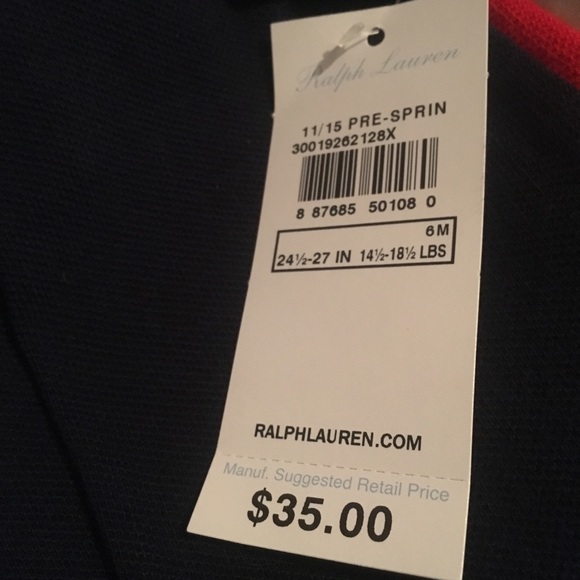 Ralph Lauren
11/15 PRE-SPRIN
30019262128X
8 87685 50108 0
6M
24½-27 IN 14½-18½ LBS
RALPHLAUREN.COM
Manuf. Suggested Retail Price
$35.00